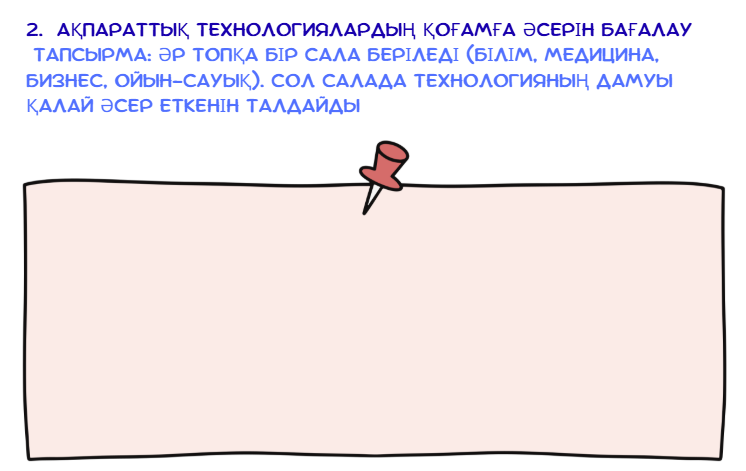 2. АҚПАРАТТЫҚ ТЕХНОЛОГИЯЛАРДЫҢ ҚОҒАМҒА ӘСЕРІН БАҒАЛАУ
ТАПСЫРМА: ӘР ТОПҚА БІР САЛА БЕРІЛЕДІ (БІЛІМ, МЕДИЦИНА,
БИЗНЕС, ОЙЫН-САУЫҚ). СОЛ САЛАДА ТЕХНОЛОГИЯНЫҢ ДАМУЫ
ҚАЛАЙ ӘСЕР ЕТКЕНІН ТАЛДАЙДЫ